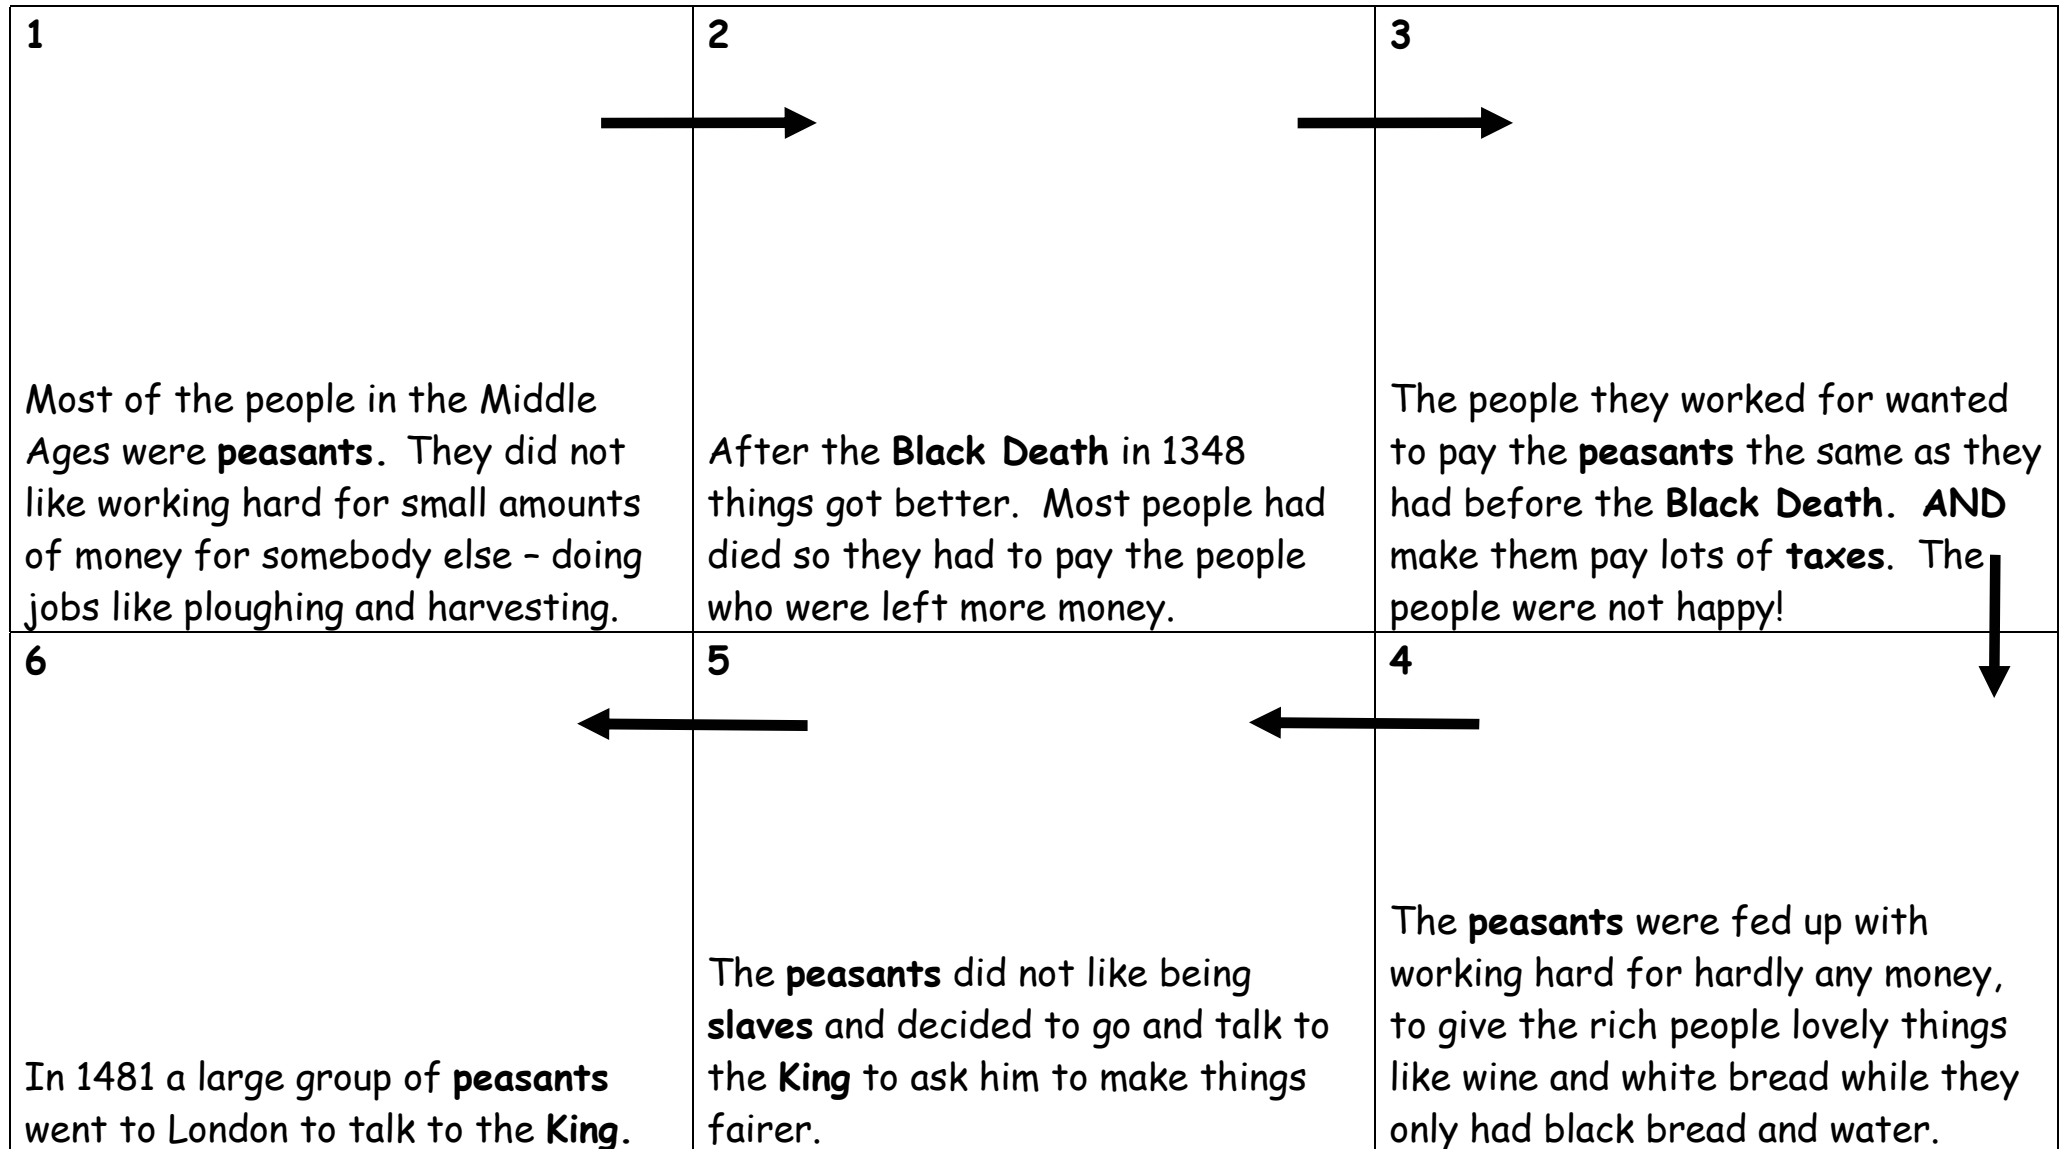 1
Most of the people in the Middle
Ages were peasants. They did not
like working hard for small amounts
of money for somebody else – doing
jobs like ploughing and harvesting.
2
After the Black Death in 1348
things got better. Most people had
died so they had to pay the people
who were left more money.
3
The people they worked for wanted
to pay the peasants the same as they
had before the Black Death. AND
make them pay lots of taxes. The
people were not happy!
4
The peasants were fed up with
working hard for hardly any money,
to give the rich people lovely things
like wine and white bread while they
only had black bread and water.
5
The peasants did not like being
slaves and decided to go and talk to
the King to ask him to make things
fairer.
6
In 1481 a large group of peasants
went to London to talk to the King.